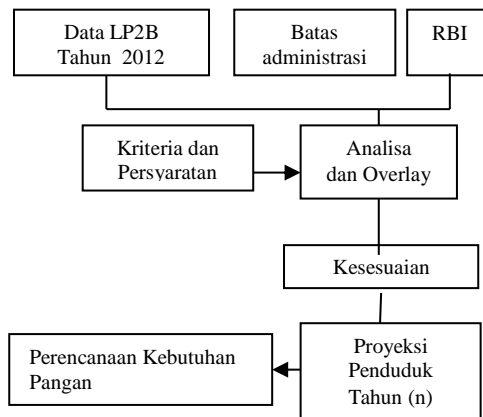 Data LP2B
Tahun 2012
Batas
administrasi
RBI
Kriteria dan
Persyaratan
Analisa
dan Overlay
Kesesuaian
Perencanaan Kebutuhan
Pangan
Proyeksi
Penduduk
Tahun (n)